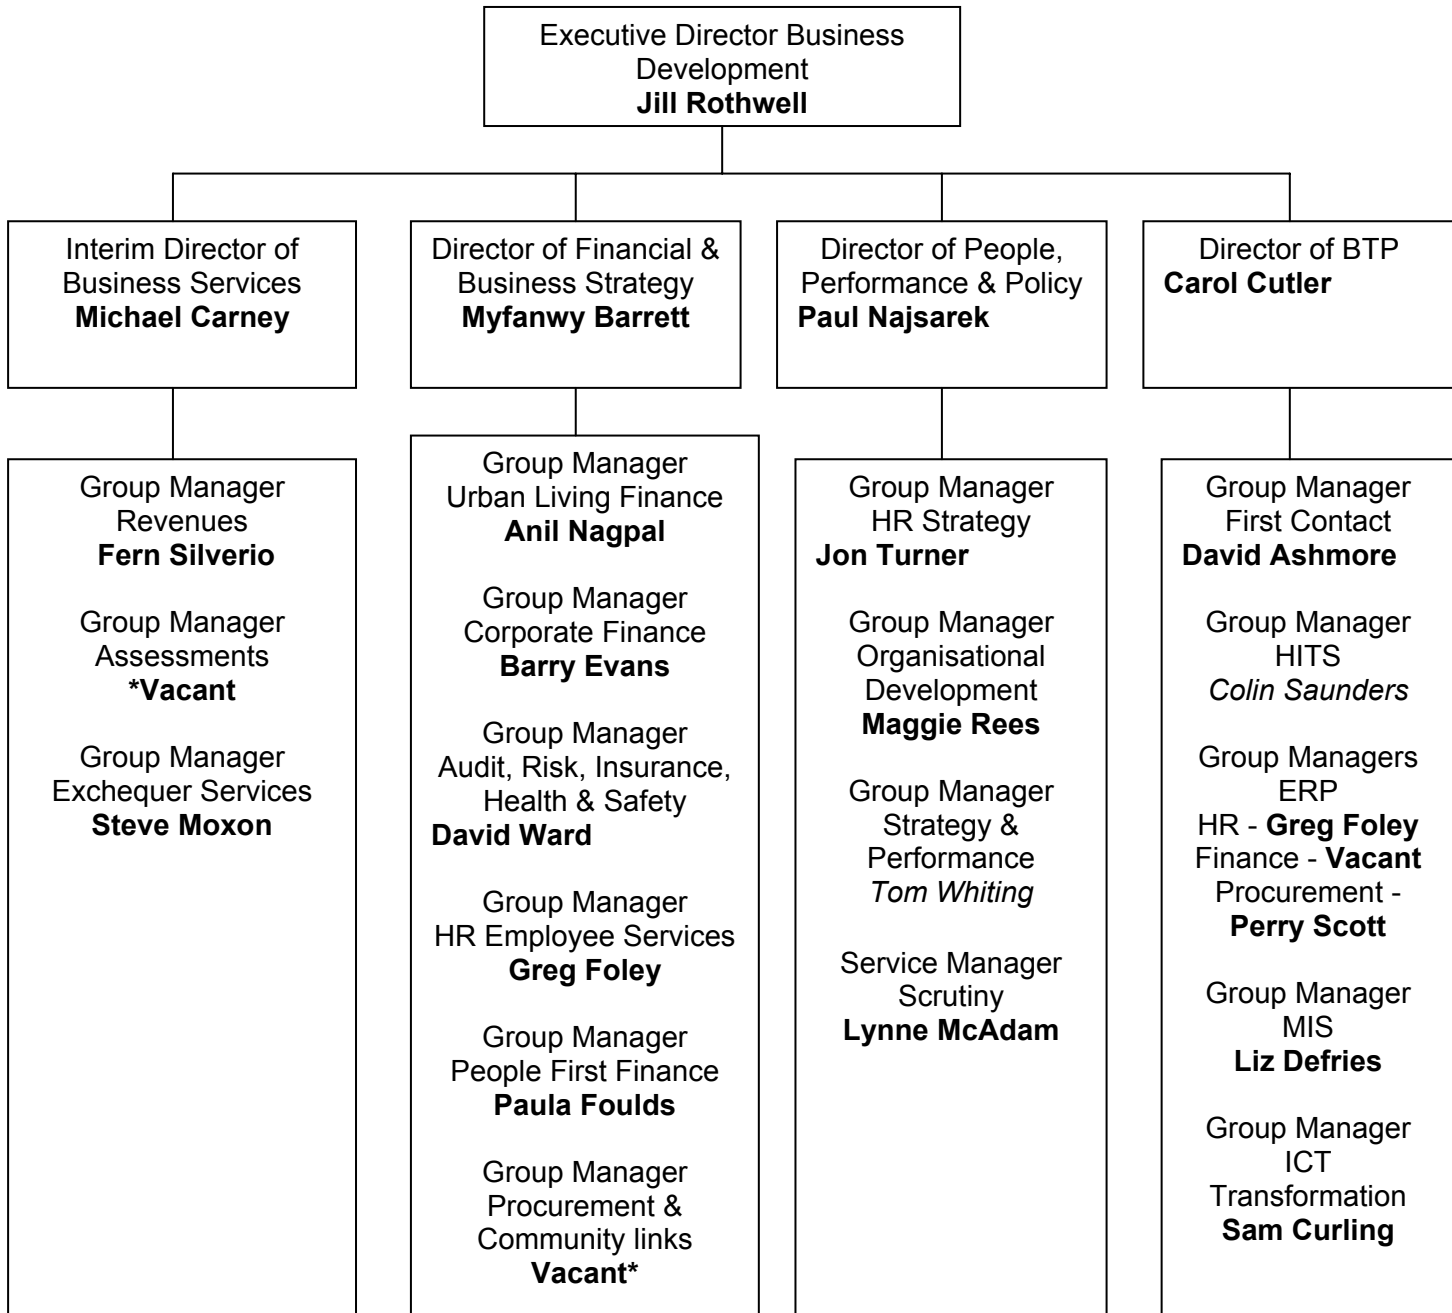 Executive Director Business
Development
Jill Rothwell
Interim Director of
Business Services
Michael Carney
Director of Financial &
Business Strategy
Myfanwy Barrett
Director of People,
Performance & Policy
Paul Najsarek
Director of BTP
Carol Cutler
Group Manager
Revenues
Fern Silverio
Group Manager
Assessments
*Vacant
Group Manager
Exchequer Services
Steve Moxon
Group Manager
Urban Living Finance
Anil Nagpal
Group Manager
Corporate Finance
Barry Evans
Group Manager
Audit, Risk, Insurance,
Health & Safety
David Ward
Group Manager
HR Employee Services
Greg Foley
Group Manager
People First Finance
Paula Foulds
Group Manager
Procurement &
Community links
Vacant*
Group Manager
HR Strategy
Jon Turner
Group Manager
Organisational
Development
Maggie Rees
Group Manager
Strategy &
Performance
Tom Whiting
Service Manager
Scrutiny
Lynne McAdam
Group Manager
First Contact
David Ashmore
Group Manager
HITS
Colin Saunders
Group Managers
ERP
HR - Greg Foley
Finance - Vacant
Procurement -
Perry Scott
Group Manager
MIS
Liz Defries
Group Manager
ICT
Transformation
Sam Curling